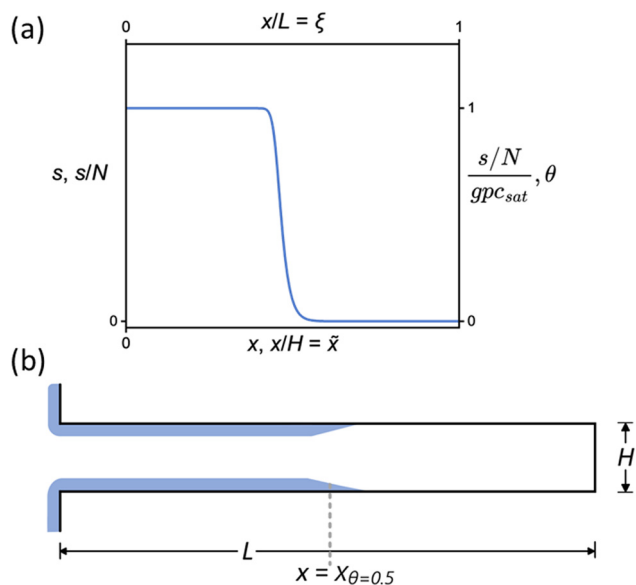 (a)
0 x/L = ξ 1
s, s/N
1
s/N
gpc_sat , θ
0 0
0
x, x/H = x̃
(b)
H
L
x = X_θ=0.5